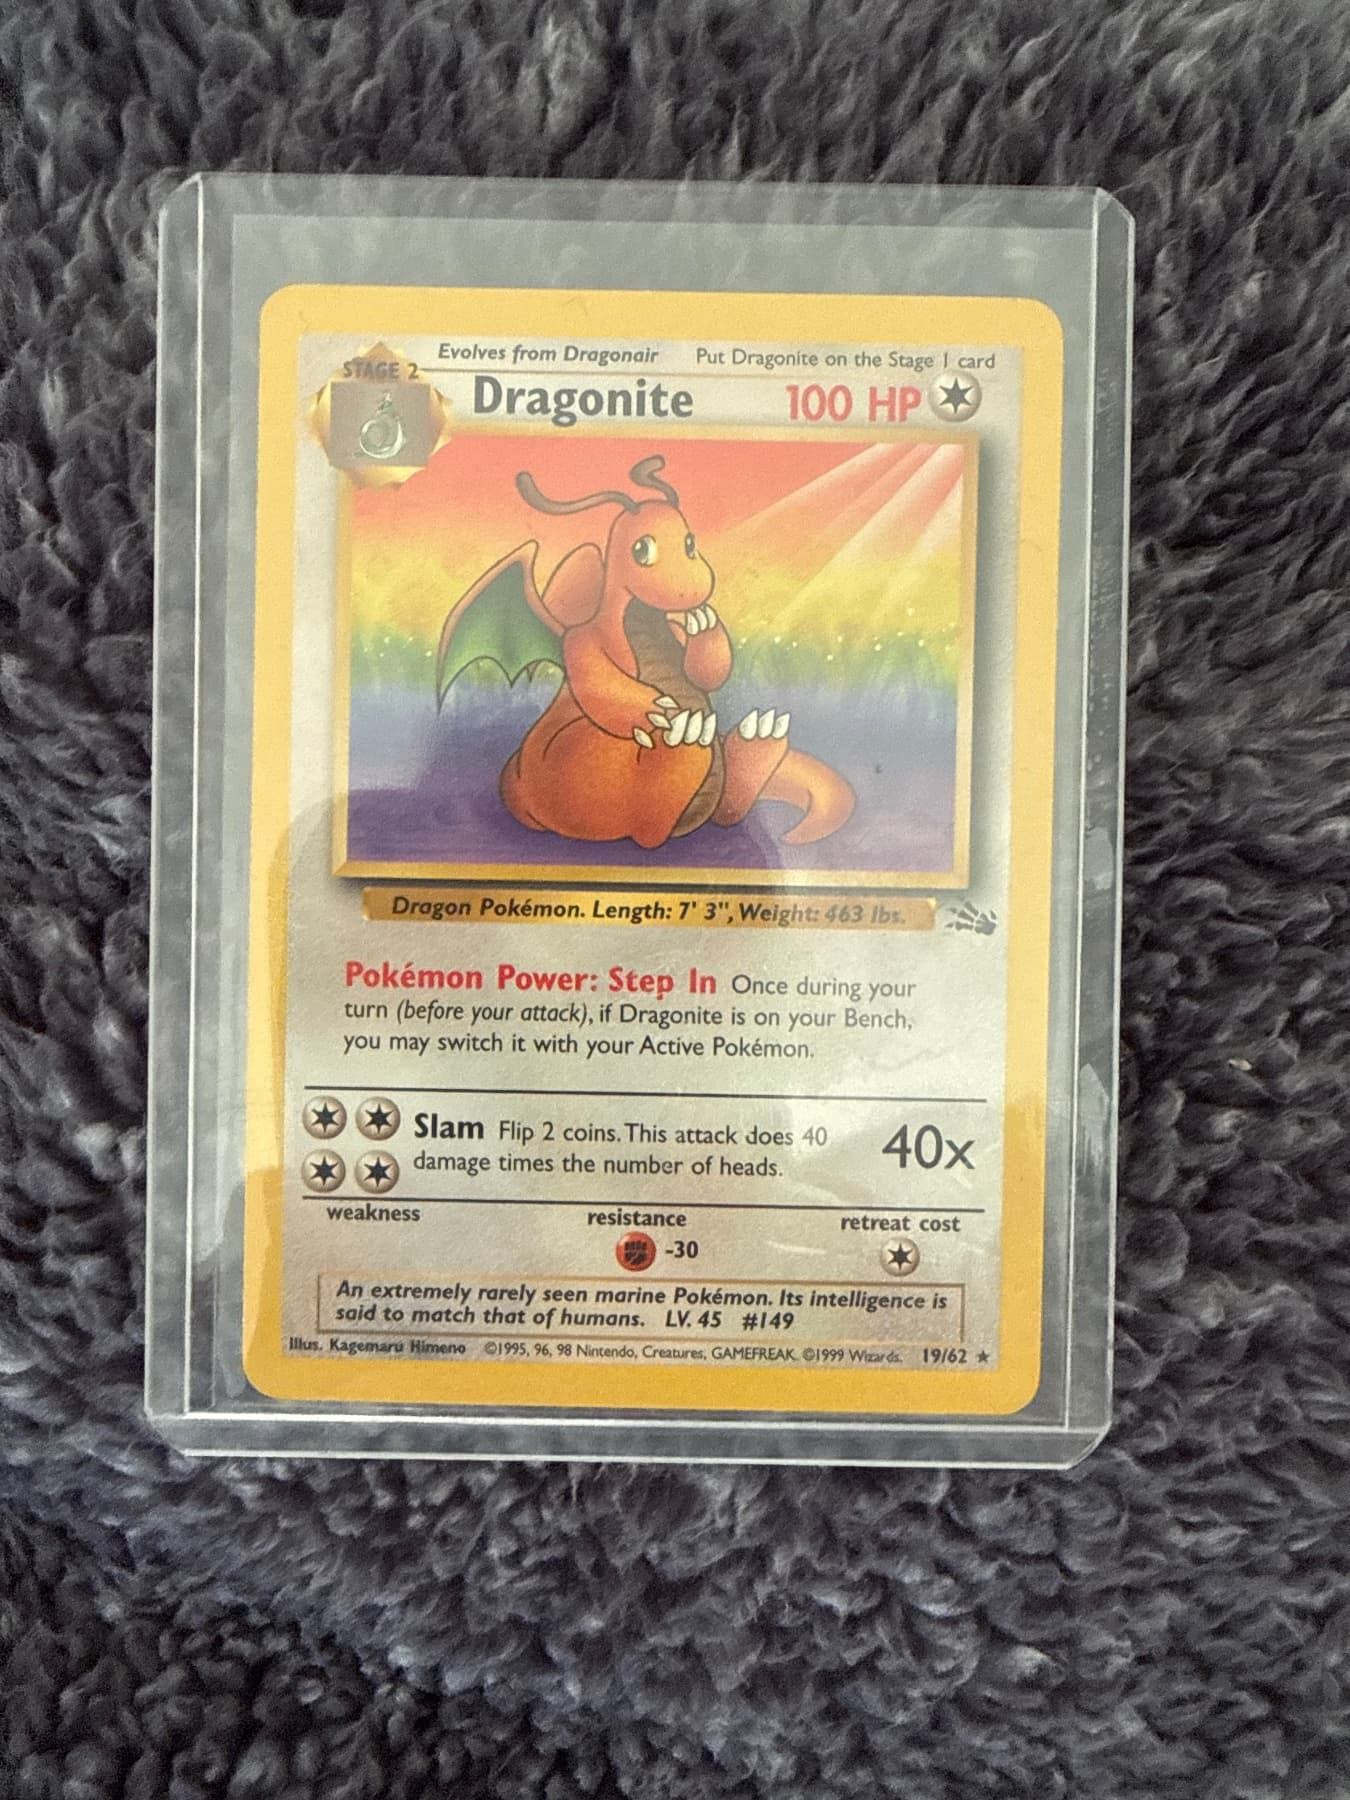 Evolves from Dragonair Put Dragonite on the Stage 1 card
STAGE 2
Dragonite 100 HP
Dragon Pokémon. Length: 7' 3", Weight: 463 lbs.
Pokémon Power: Step In Once during your
turn (before your attack), if Dragonite is on your Bench,
you may switch it with your Active Pokémon.
Slam Flip 2 coins. This attack does 40
damage times the number of heads.
40x
weakness resistance retreat cost
-30
An extremely rarely seen marine Pokémon. Its intelligence is
said to match that of humans. LV. 45 #149
Illus. Kagemaru Himeno ©1995, 96, 98 Nintendo, Creatures, GAMEFREAK. ©1999 Wizards. 19/62 ★